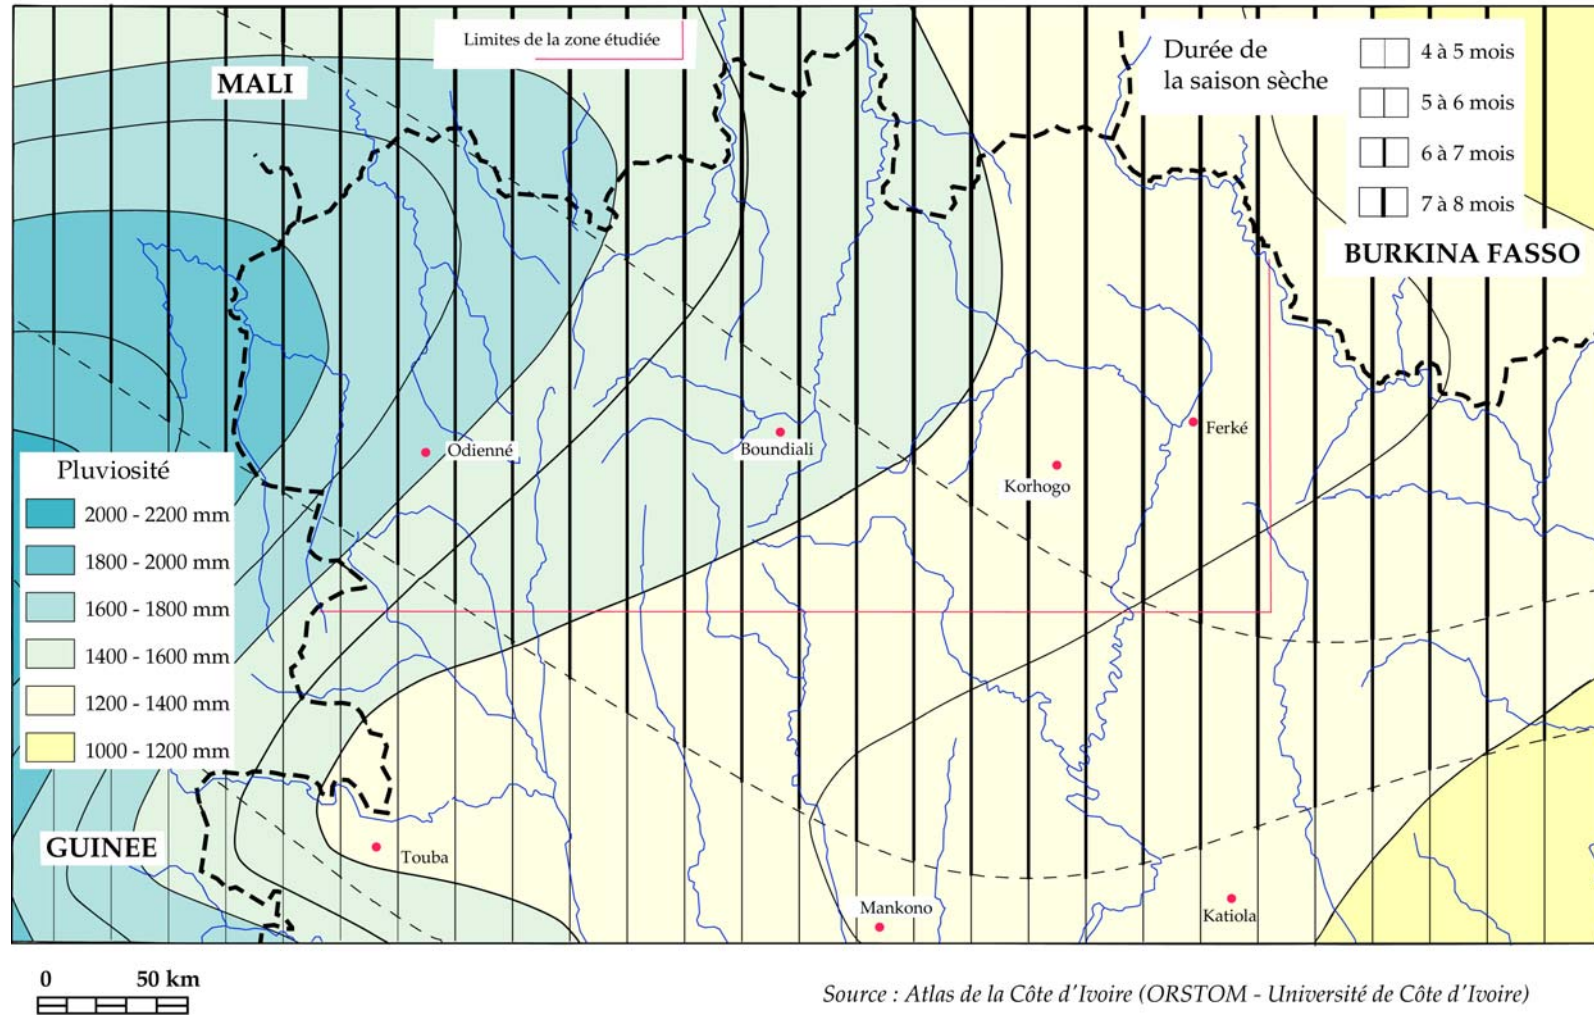 Limites de la zone étudiée
MALI
Durée de
la saison sèche
4 à 5 mois
5 à 6 mois
6 à 7 mois
7 à 8 mois
BURKINA FASSO
Odienné
Boundiali
Ferké
Korhogo
Pluviosité
2000 - 2200 mm
1800 - 2000 mm
1600 - 1800 mm
1400 - 1600 mm
1200 - 1400 mm
1000 - 1200 mm
GUINEE
Touba
Mankono
Katiola
0 50 km
Source : Atlas de la Côte d'Ivoire (ORSTOM - Université de Côte d'Ivoire)